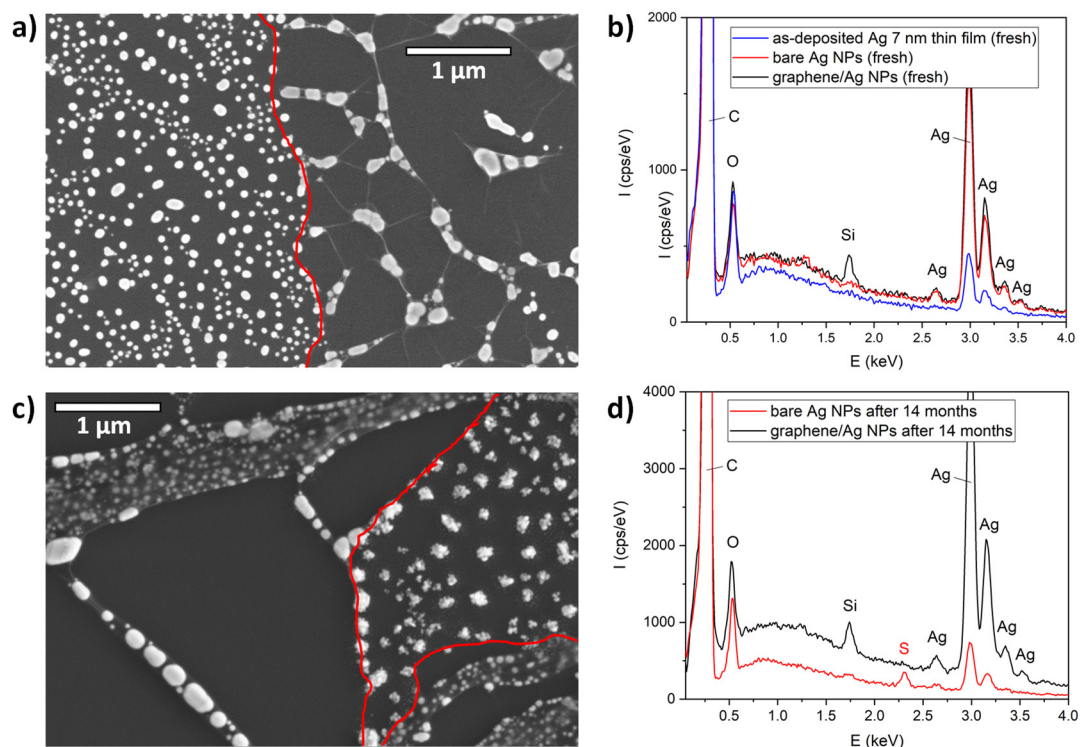 a)
1 µm
b)
2000
1000
0
I (cps/eV)
as-deposited Ag 7 nm thin film (fresh)
bare Ag NPs (fresh)
graphene/Ag NPs (fresh)
C
O
Si
Ag
Ag
Ag
Ag
Ag
0.5 1.0 1.5 2.0 2.5 3.0 3.5 4.0
E (keV)
c)
1 µm
d)
4000
3000
2000
1000
0
I (cps/eV)
bare Ag NPs after 14 months
graphene/Ag NPs after 14 months
C
O
Si
S
Ag
Ag
Ag
Ag
Ag
0.5 1.0 1.5 2.0 2.5 3.0 3.5 4.0
E (keV)